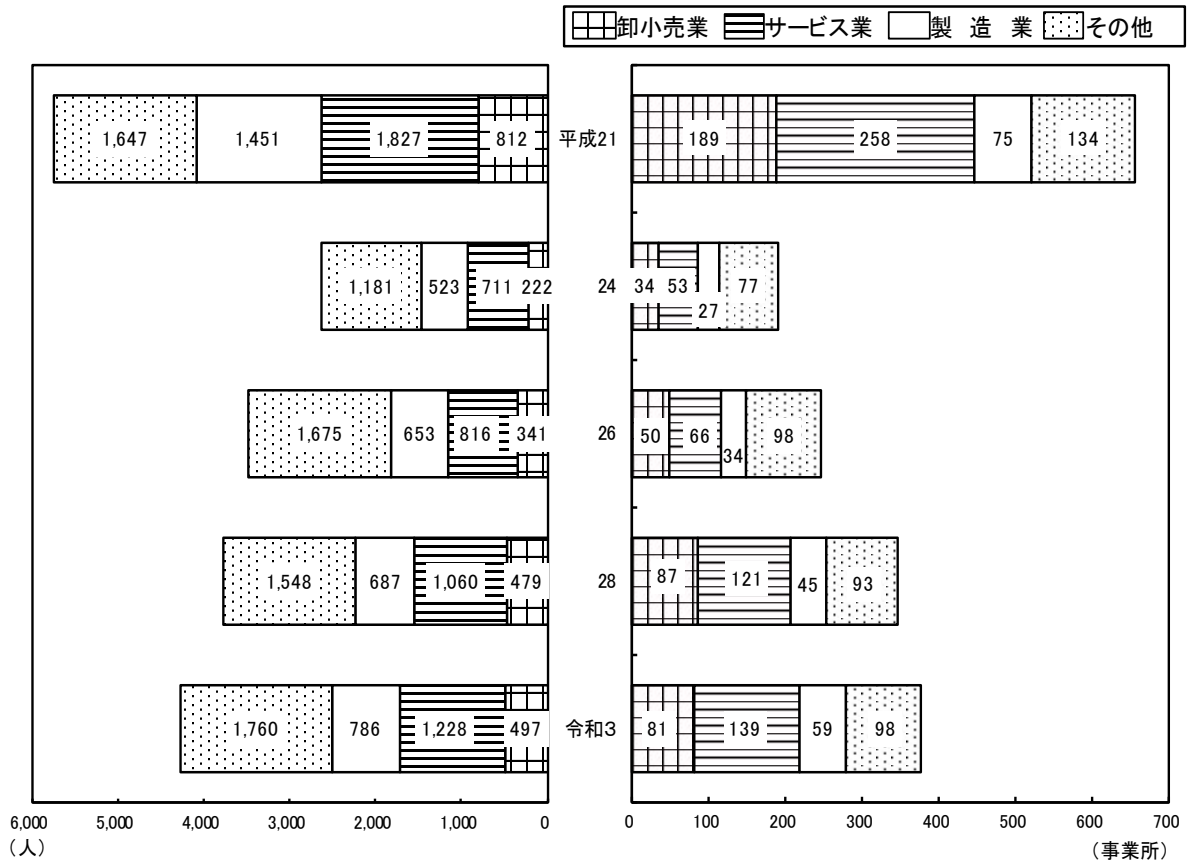 卸小売業 サービス業 製造業 その他
1,647 1,451 1,827 812 平成21 189 258 75 134
1,181 523 711 222 24 34 53 27 77
1,675 653 816 341 26 50 66 34 98
1,548 687 1,060 479 28 87 121 45 93
1,760 786 1,228 497 令和3 81 139 59 98
6,000 5,000 4,000 3,000 2,000 1,000 0 0 100 200 300 400 500 600 700
(人) (事業所)